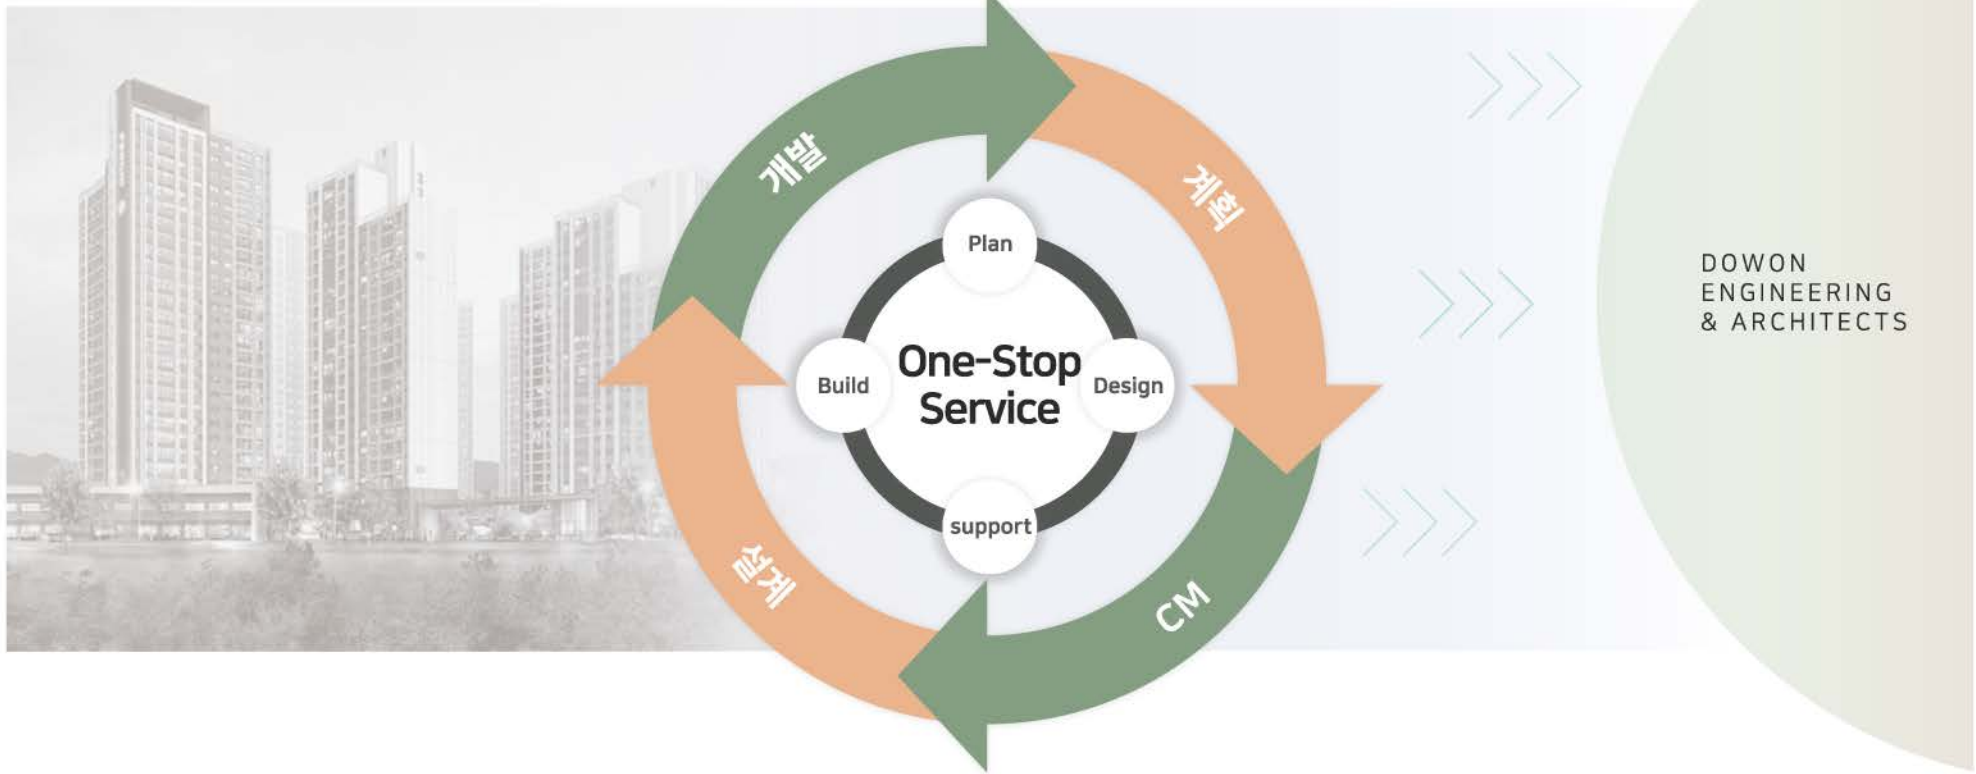 개발
계획
Plan
Build
One-Stop
Service
Design
support
설계
CM
DOWON
ENGINEERING
& ARCHITECTS